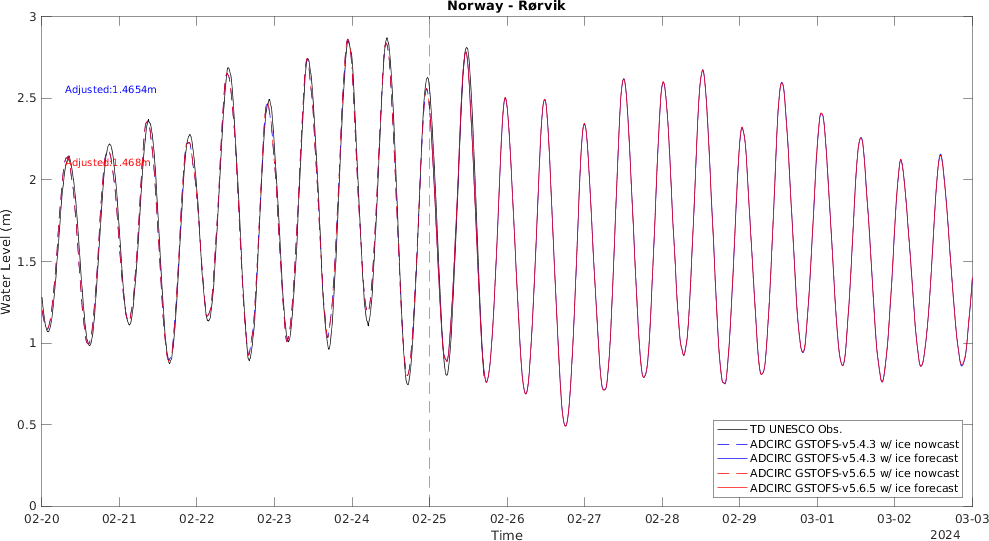 Norway - Rørvik
3
2.5
2
1.5
1
0.5
0
Water Level (m)
Adjusted:1.4654m
Adjusted:1.468m
TD UNESCO Obs.
ADCIRC GSTOFS-v5.4.3 w/ ice nowcast
ADCIRC GSTOFS-v5.4.3 w/ ice forecast
ADCIRC GSTOFS-v5.6.5 w/ ice nowcast
ADCIRC GSTOFS-v5.6.5 w/ ice forecast
02-20 02-21 02-22 02-23 02-24 02-25 02-26 02-27 02-28 02-29 03-01 03-02 03-03
Time
2024